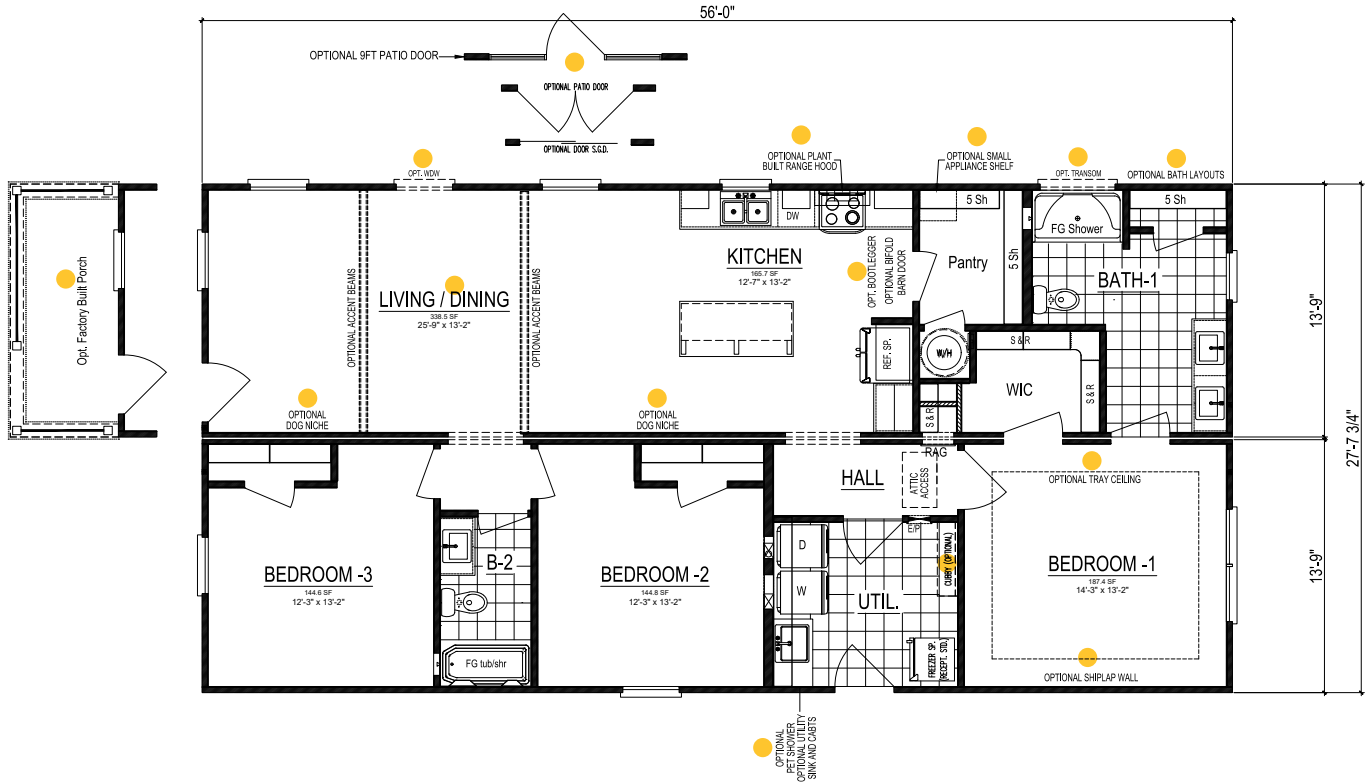 56'-0"
OPTIONAL 9FT PATIO DOOR
OPTIONAL PATIO DOOR
OPTIONAL DOOR S.G.D.
OPT. WDW
OPTIONAL PLANT
BUILT RANGE HOOD
OPTIONAL SMALL
APPLIANCE SHELF
OPT. TRANSOM
OPTIONAL BATH LAYOUTS
Opt. Factory Built Porch
OPTIONAL ACCENT BEAMS
LIVING / DINING
338.5 SF
25'-9" x 13'-2"
OPTIONAL ACCENT BEAMS
OPTIONAL
DOG NICHE
OPTIONAL
DOG NICHE
DW
KITCHEN
165.7 SF
12'-7" x 13'-2"
OPT. BOOTLEGGER
OPTIONAL BIFOLD
BARN DOOR
REF. SP.
5 Sh
5 Sh
Pantry
W/H
S & R
S & R
WIC
S & R
FG Shower
5 Sh
BATH-1
13'-9"
27'-7 3/4"
13'-9"
BEDROOM -3
144.6 SF
12'-3" x 13'-2"
B-2
FG tub/shr
BEDROOM -2
144.8 SF
12'-3" x 13'-2"
HALL
RAG
ATTIC
ACCESS
E/P
D
W
UTIL.
CUBBY (OPTIONAL)
FREEZER SP.
(RECEPT. STD.)
OPTIONAL TRAY CEILING
BEDROOM -1
187.4 SF
14'-3" x 13'-2"
OPTIONAL SHIPLAP WALL
OPTIONAL
PET SHOWER
OPTIONAL UTILITY
SINK AND CABTS